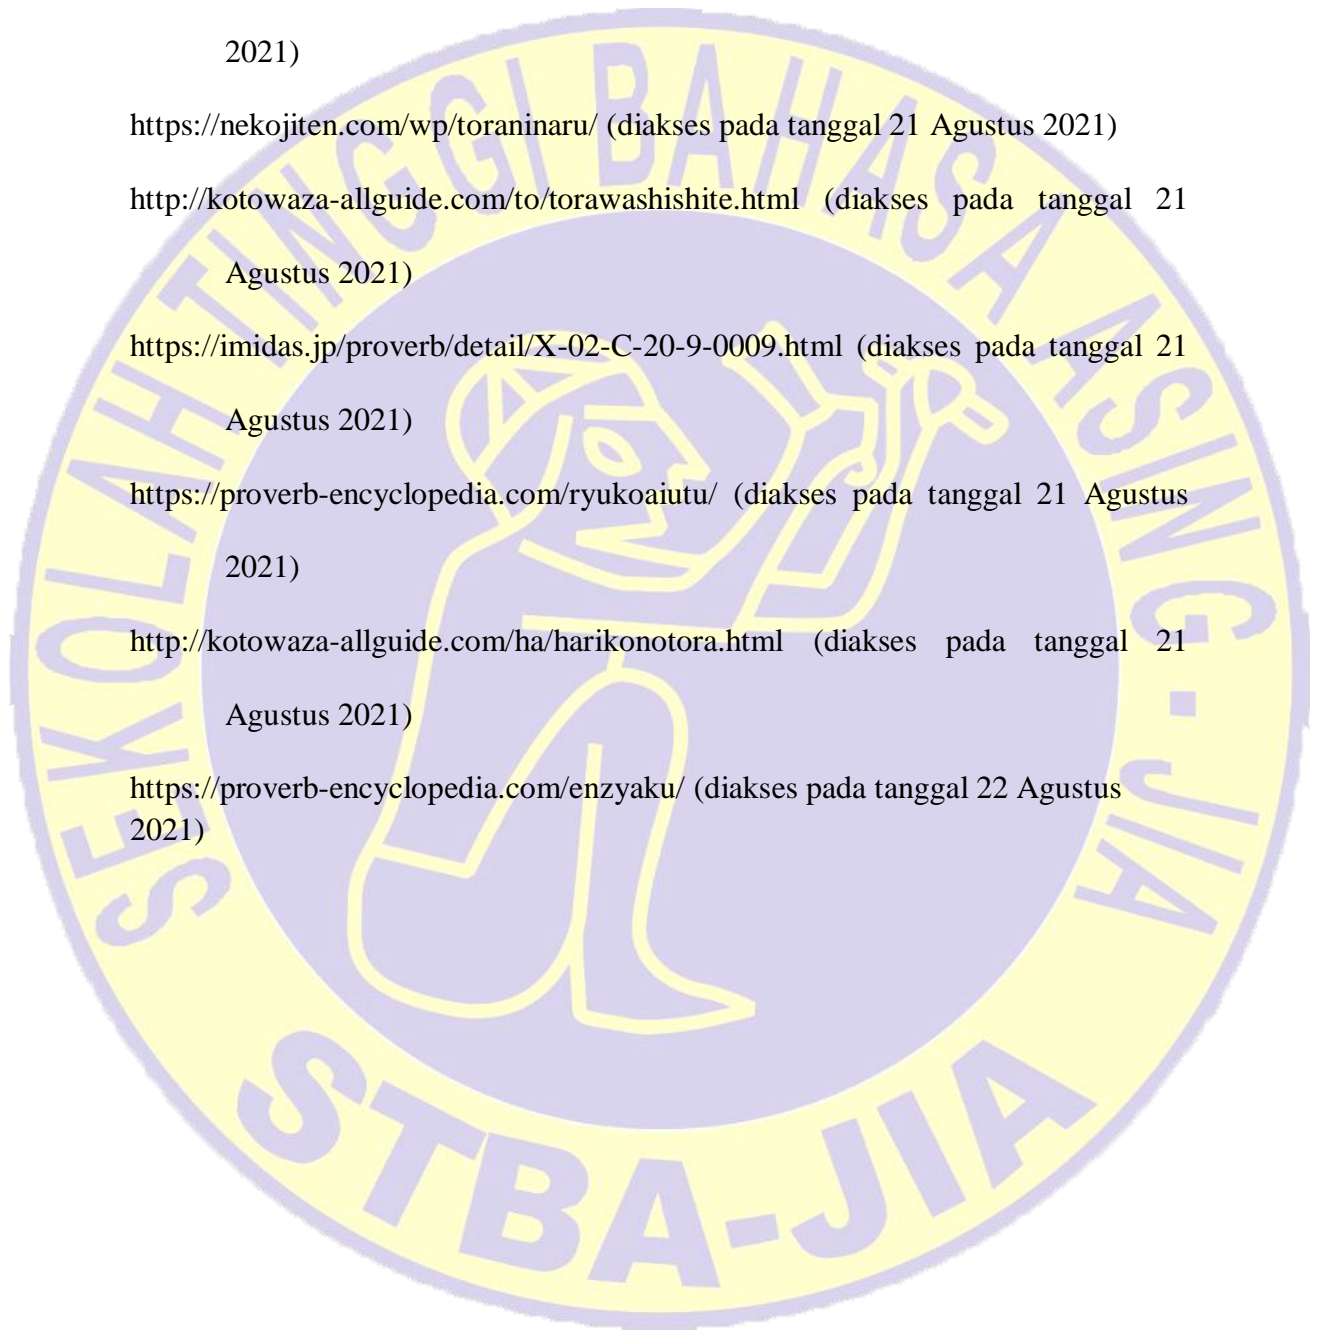 2021)
https://nekojiten.com/wp/toraninaru/ (diakses pada tanggal 21 Agustus 2021)
http://kotowaza-allguide.com/to/torawashishite.html (diakses pada tanggal 21
Agustus 2021)
https://imidas.jp/proverb/detail/X-02-C-20-9-0009.html (diakses pada tanggal 21
Agustus 2021)
https://proverb-encyclopedia.com/ryukoaiutu/ (diakses pada tanggal 21 Agustus
2021)
http://kotowaza-allguide.com/ha/harikonotora.html (diakses pada tanggal 21
Agustus 2021)
https://proverb-encyclopedia.com/enzyaku/ (diakses pada tanggal 22 Agustus
2021)
SEKOLAH TINGGI BAHASA ASING - JIA
STBA-JIA